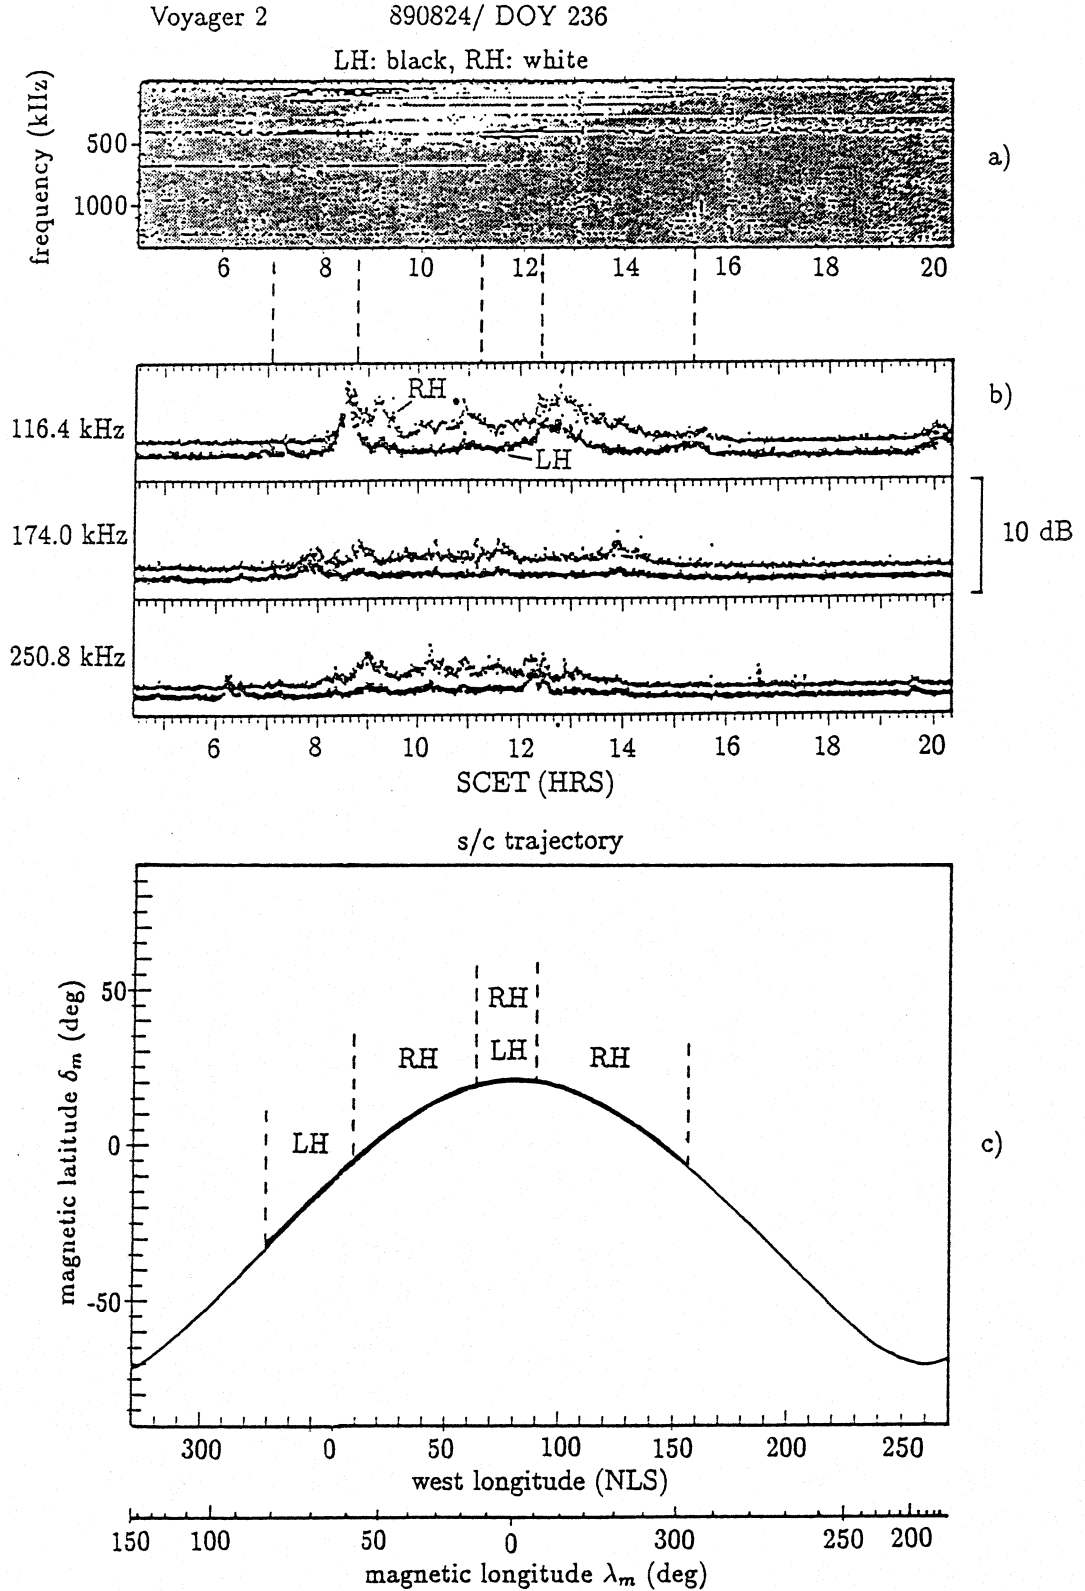 Voyager 2 890824/ DOY 236
LH: black, RH: white
frequency (kHz)
500
1000
a)
6 8 10 12 14 16 18 20
b)
RH
LH
116.4 kHz
174.0 kHz
10 dB
250.8 kHz
6 8 10 12 14 16 18 20
SCET (HRS)
s/c trajectory
magnetic latitude δm (deg)
50
0
-50
LH
RH
RH
LH
RH
c)
300 0 50 100 150 200 250
west longitude (NLS)
150 100 50 0 300 250 200
magnetic longitude λm (deg)